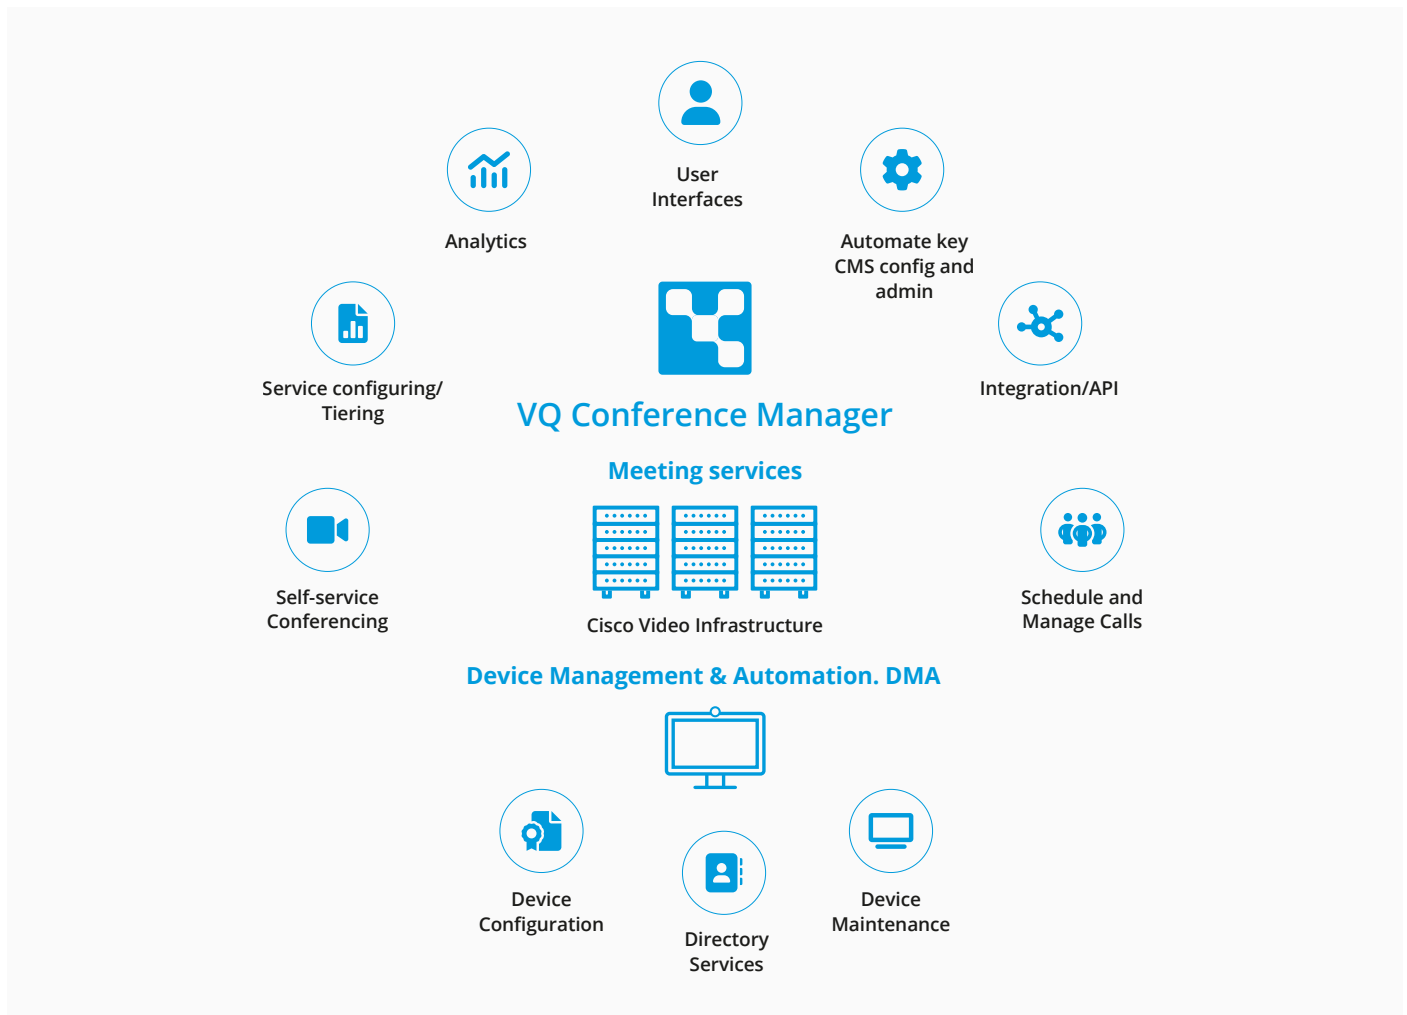 User
Interfaces
Analytics
Automate key
CMS config and
admin
Service configuring/
Tiering
Integration/API
VQ Conference Manager
Meeting services
Self-service
Conferencing
Cisco Video Infrastructure
Schedule and
Manage Calls
Device Management & Automation. DMA
Device
Configuration
Directory
Services
Device
Maintenance